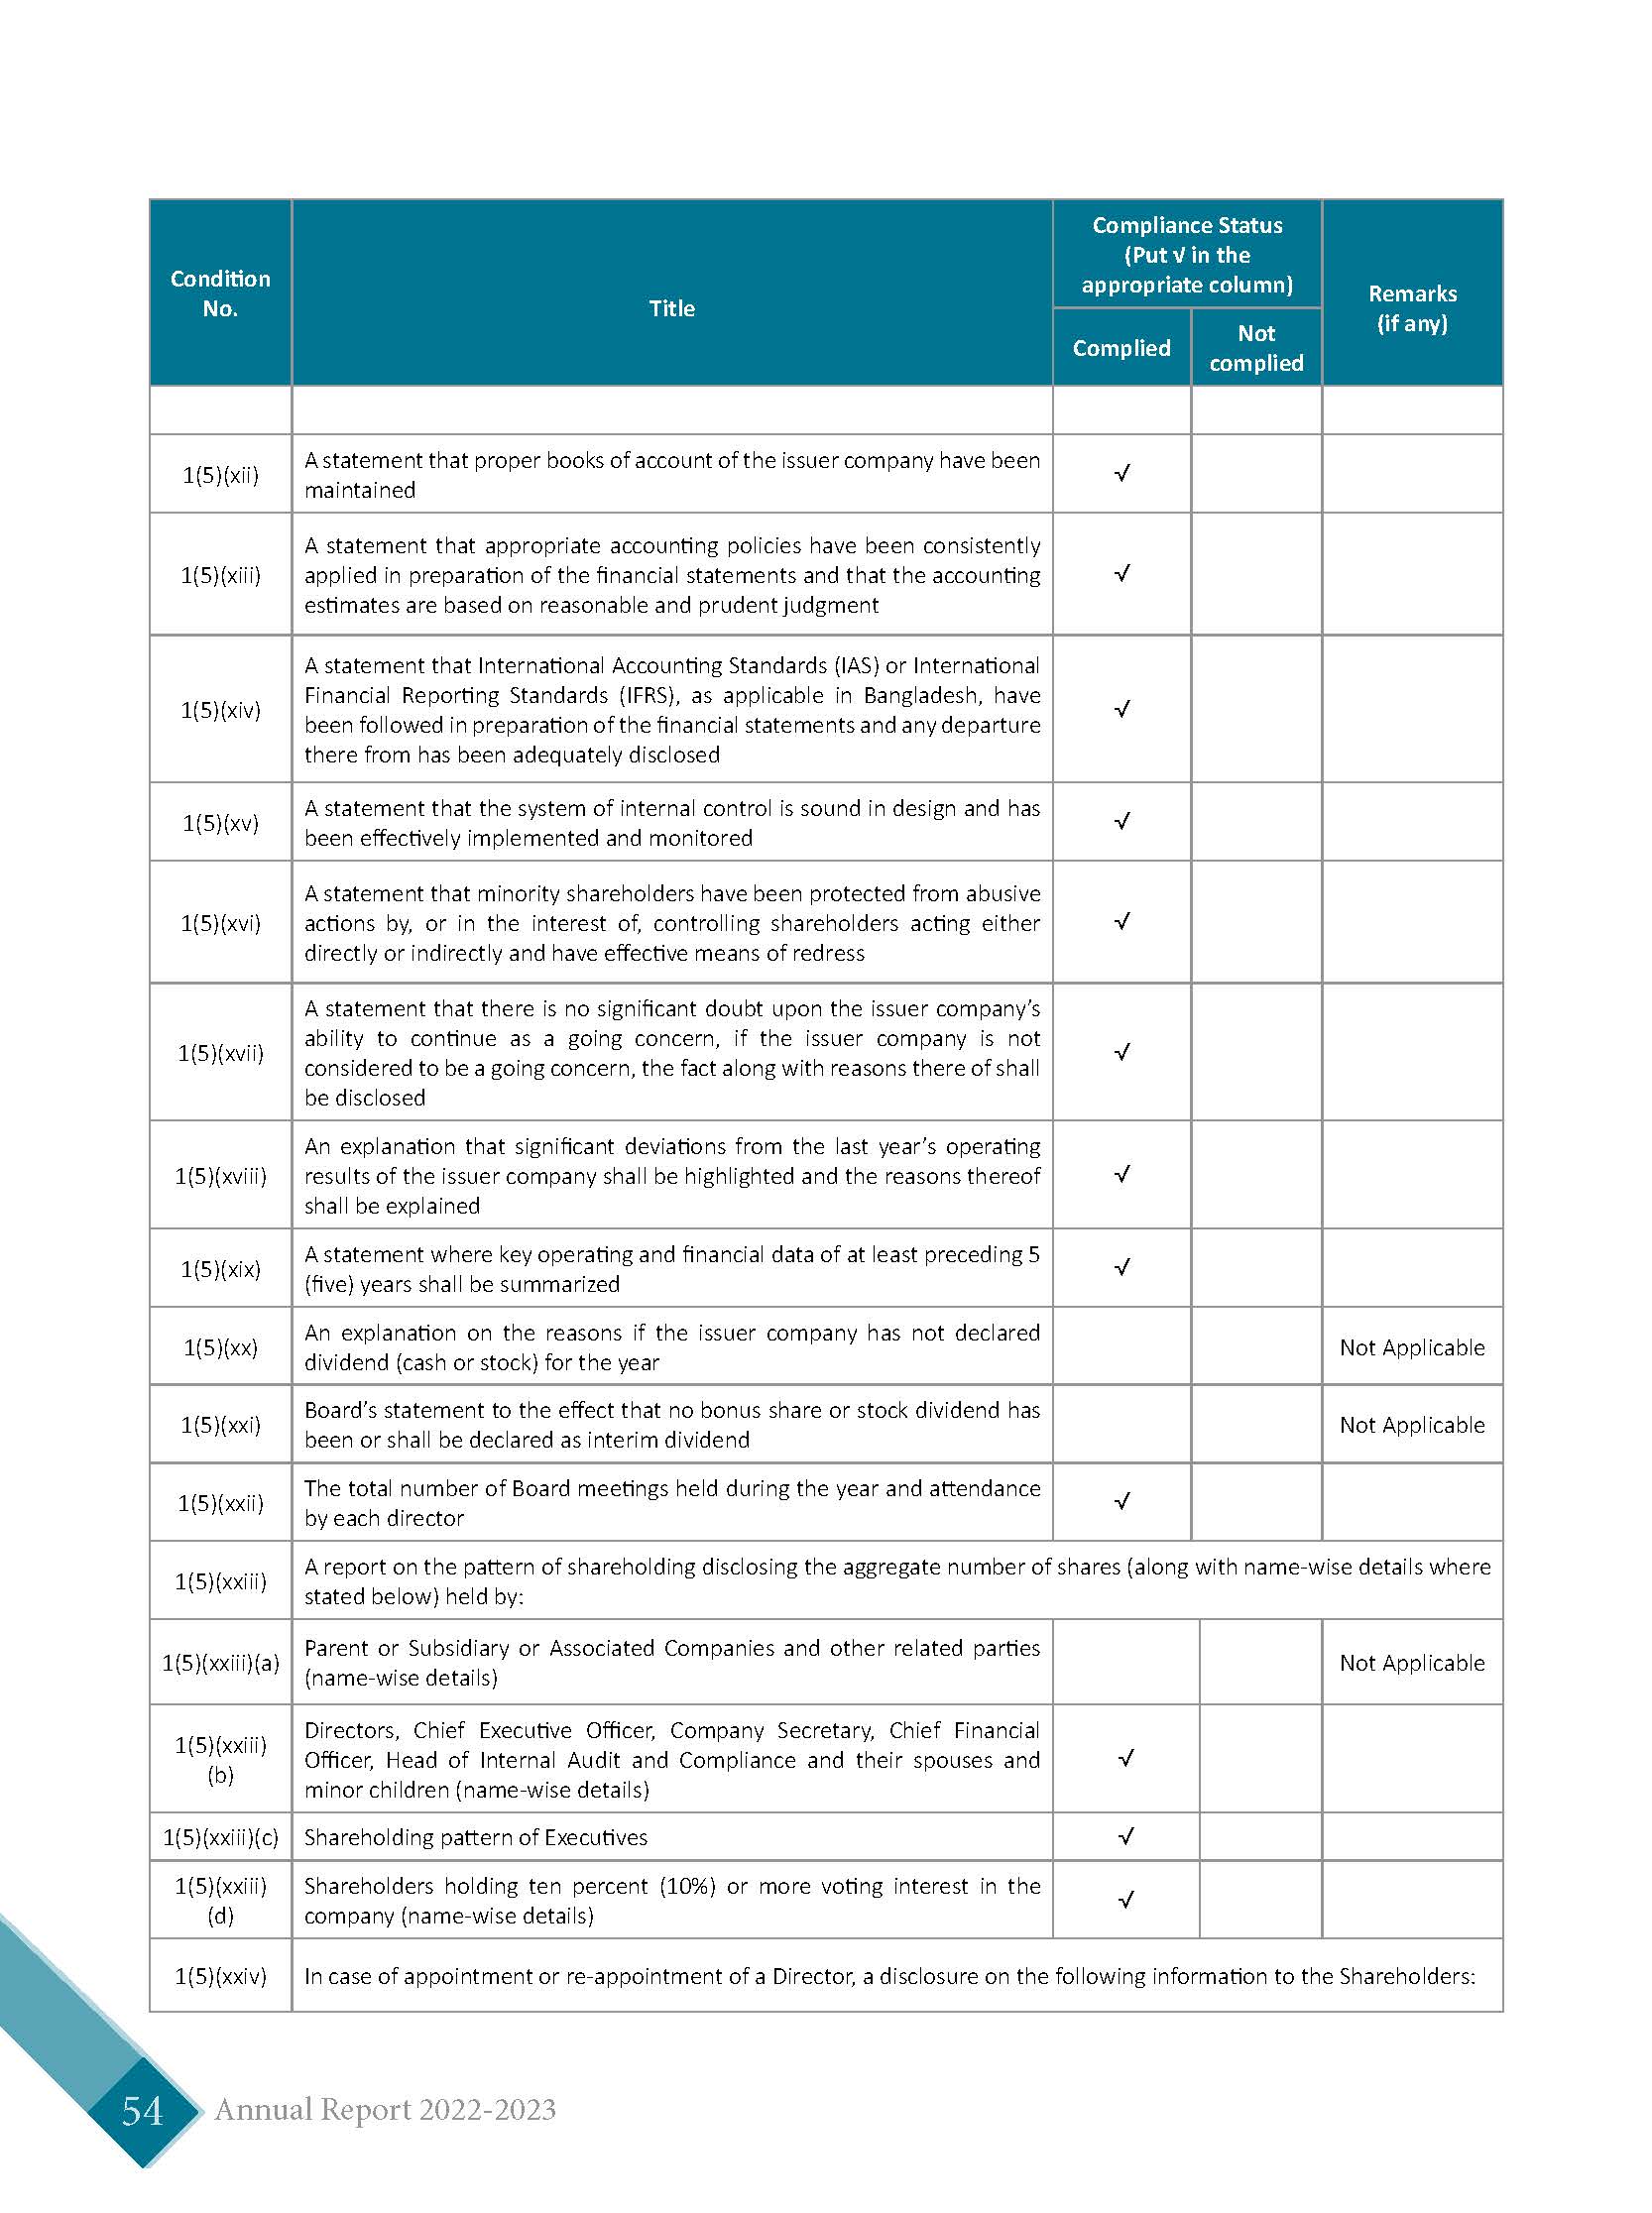 Condition
No.
Title
Compliance Status
(Put √ in the
appropriate column)
Remarks
(if any)
Complied
Not
complied
1(5)(xii)
A statement that proper books of account of the issuer company have been
maintained
√
1(5)(xiii)
A statement that appropriate accounting policies have been consistently
applied in preparation of the financial statements and that the accounting
estimates are based on reasonable and prudent judgment
√
1(5)(xiv)
A statement that International Accounting Standards (IAS) or International
Financial Reporting Standards (IFRS), as applicable in Bangladesh, have
been followed in preparation of the financial statements and any departure
there from has been adequately disclosed
√
1(5)(xv)
A statement that the system of internal control is sound in design and has
been effectively implemented and monitored
√
1(5)(xvi)
A statement that minority shareholders have been protected from abusive
actions by, or in the interest of, controlling shareholders acting either
directly or indirectly and have effective means of redress
√
1(5)(xvii)
A statement that there is no significant doubt upon the issuer company’s
ability to continue as a going concern, if the issuer company is not
considered to be a going concern, the fact along with reasons there of shall
be disclosed
√
1(5)(xviii)
An explanation that significant deviations from the last year’s operating
results of the issuer company shall be highlighted and the reasons thereof
shall be explained
√
1(5)(xix)
A statement where key operating and financial data of at least preceding 5
(five) years shall be summarized
√
1(5)(xx)
An explanation on the reasons if the issuer company has not declared
dividend (cash or stock) for the year
Not Applicable
1(5)(xxi)
Board’s statement to the effect that no bonus share or stock dividend has
been or shall be declared as interim dividend
Not Applicable
1(5)(xxii)
The total number of Board meetings held during the year and attendance
by each director
√
1(5)(xxiii)
A report on the pattern of shareholding disclosing the aggregate number of shares (along with name-wise details where
stated below) held by:
1(5)(xxiii)(a)
Parent or Subsidiary or Associated Companies and other related parties
(name-wise details)
Not Applicable
1(5)(xxiii)
(b)
Directors, Chief Executive Officer, Company Secretary, Chief Financial
Officer, Head of Internal Audit and Compliance and their spouses and
minor children (name-wise details)
√
1(5)(xxiii)(c)
Shareholding pattern of Executives
√
1(5)(xxiii)
(d)
Shareholders holding ten percent (10%) or more voting interest in the
company (name-wise details)
√
1(5)(xxiv)
In case of appointment or re-appointment of a Director, a disclosure on the following information to the Shareholders:
54
Annual Report 2022-2023